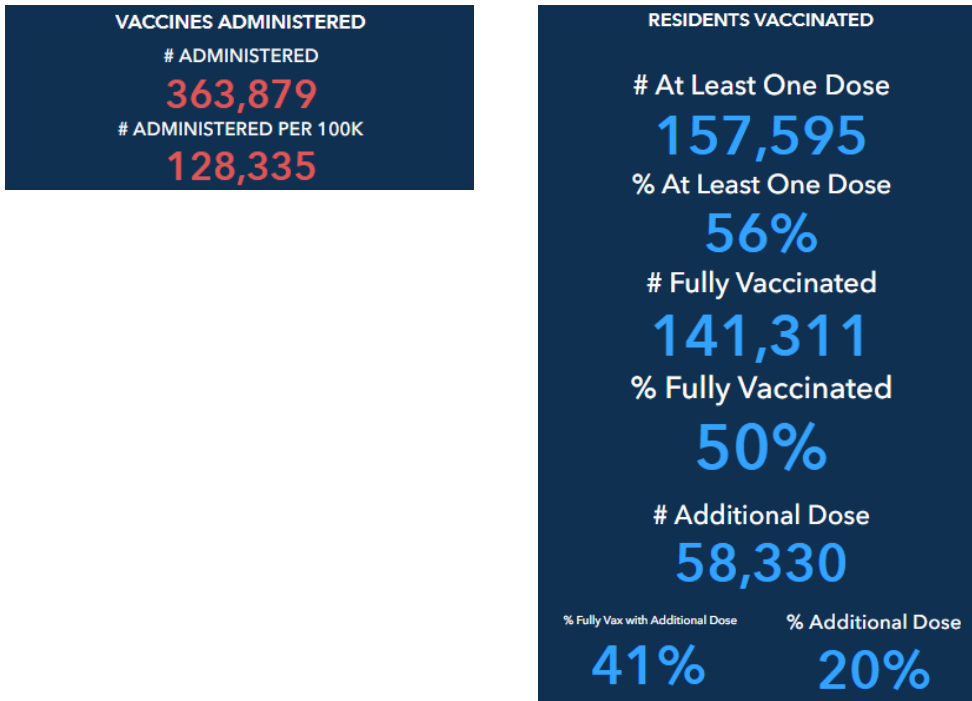 VACCINES ADMINISTERED
# ADMINISTERED
363,879
# ADMINISTERED PER 100K
128,335
RESIDENTS VACCINATED
# At Least One Dose
157,595
% At Least One Dose
56%
# Fully Vaccinated
141,311
% Fully Vaccinated
50%
# Additional Dose
58,330
% Fully Vax with Additional Dose
41%
% Additional Dose
20%